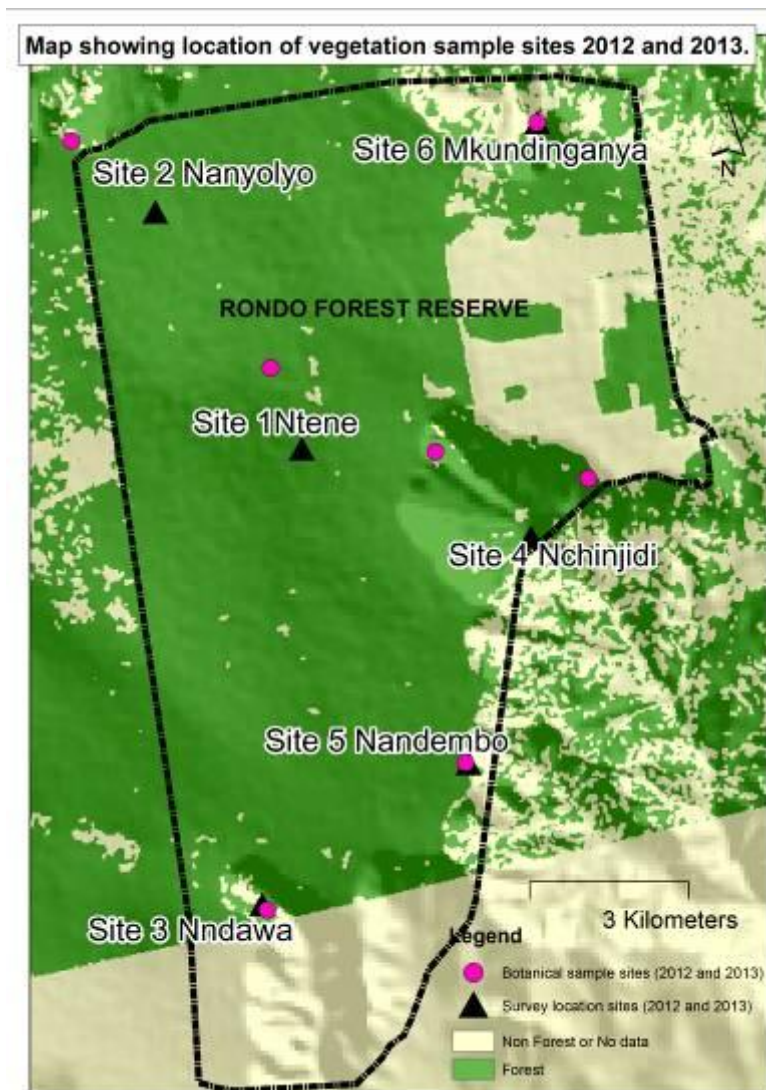 Map showing location of vegetation sample sites 2012 and 2013.
Site 6 Mkundinganya
N
Site 2 Nanyolyo
RONDO FOREST RESERVE
Site 1Ntene
Site 4 Nchinjidi
Site 5 Nandembo
3 Kilometers
Site 3 Nndawa
Legend
Botanical sample sites (2012 and 2013)
Survey location sites (2012 and 2013)
Non Forest or No data
Forest